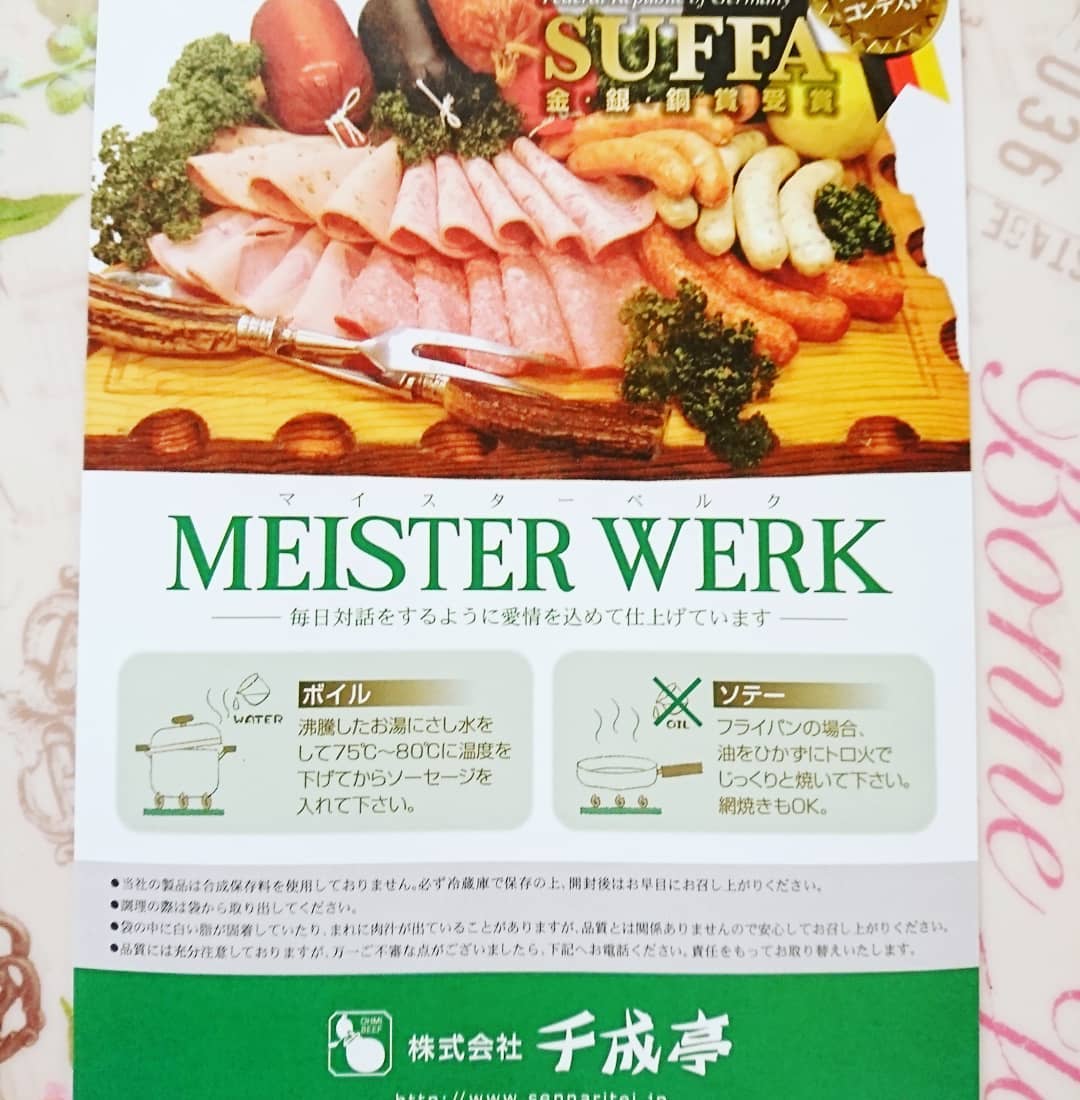 Federal Republic of Germany
コンテスト
SUFFA
金・銀・銅賞受賞
036
STAGE
マイスターベルク
MEISTER WERK
毎日対話をするように愛情を込めて仕上げています
WATER
ボイル
沸騰したお湯にさし水を
して75℃〜80℃に温度を
下げてからソーセージを
入れて下さい。
OIL
ソテー
フライパンの場合、
油をひかずにトロ火で
じっくりと焼いて下さい。
網焼きもOK。
●当社の製品は合成保存料を使用しておりません。必ず冷蔵庫で保存の上、開封後はお早目にお召し上がりください。
●調理の際は袋から取り出してください。
●袋の中に白い脂が固着していたり、まれに肉汁が出ていることがありますが、品質とは関係ありませんので安心してお召し上がりください。
●品質には充分注意しておりますが、万一ご不審な点がございましたら、下記へお電話ください。責任をもってお取り替えいたします。
OHMI
BEEF
株式会社 千成亭
http://www.sennaritei.jp
Bonne